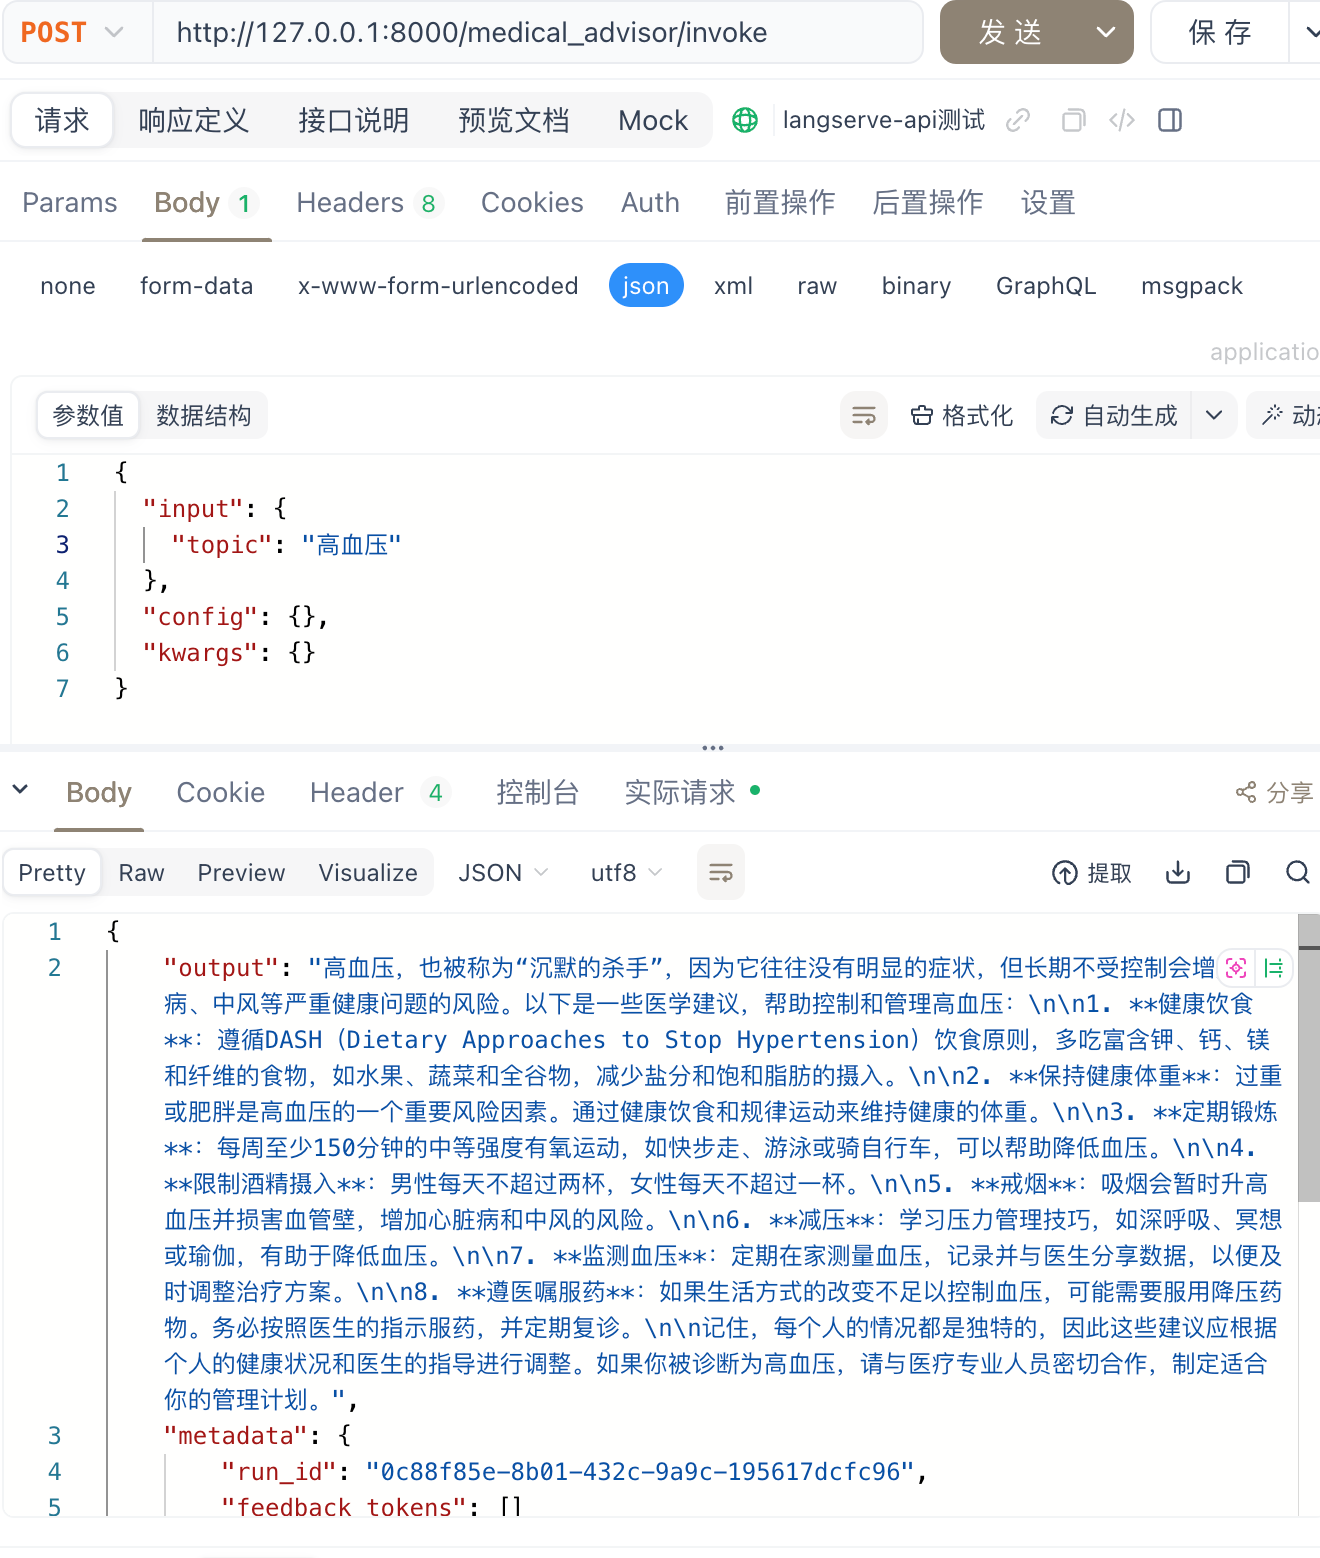 POST http://127.0.0.1:8000/medical_advisor/invoke 发 送 保 存
请求 响应定义 接口说明 预览文档 Mock langserve-api测试
Params Body 1 Headers 8 Cookies Auth 前置操作 后置操作 设置
none form-data x-www-form-urlencoded json xml raw binary GraphQL msgpack
applicatio
参数值 数据结构 格式化 自动生成 动
1 {
2 "input": {
3 "topic": "高血压"
4 },
5 "config": {},
6 "kwargs": {}
7 }
Body Cookie Header 4 控制台 实际请求 分享
Pretty Raw Preview Visualize JSON utf8 提取
1 {
2 "output": "高血压，也被称为“沉默的杀手”，因为它往往没有明显的症状，但长期不受控制会增
病、中风等严重健康问题的风险。以下是一些医学建议，帮助控制和管理高血压：\n\n1. **健康饮食
**：遵循DASH（Dietary Approaches to Stop Hypertension）饮食原则，多吃富含钾、钙、镁
和纤维的食物，如水果、蔬菜和全谷物，减少盐分和饱和脂肪的摄入。\n\n2. **保持健康体重**：过重
或肥胖是高血压的一个重要风险因素。通过健康饮食和规律运动来维持健康的体重。\n\n3. **定期锻炼
**：每周至少150分钟的中等强度有氧运动，如快步走、游泳或骑自行车，可以帮助降低血压。\n\n4.
**限制酒精摄入**：男性每天不超过两杯，女性每天不超过一杯。\n\n5. **戒烟**：吸烟会暂时升高
血压并损害血管壁，增加心脏病和中风的风险。\n\n6. **减压**：学习压力管理技巧，如深呼吸、冥想
或瑜伽，有助于降低血压。\n\n7. **监测血压**：定期在家测量血压，记录并与医生分享数据，以便及
时调整治疗方案。\n\n8. **遵医嘱服药**：如果生活方式的改变不足以控制血压，可能需要服用降压药
物。务必按照医生的指示服药，并定期复诊。\n\n记住，每个人的情况都是独特的，因此这些建议应根据
个人的健康状况和医生的指导进行调整。如果你被诊断为高血压，请与医疗专业人员密切合作，制定适合
你的管理计划。",
3 "metadata": {
4 "run_id": "0c88f85e-8b01-432c-9a9c-195617dcfc96",
5 "feedback_tokens": []